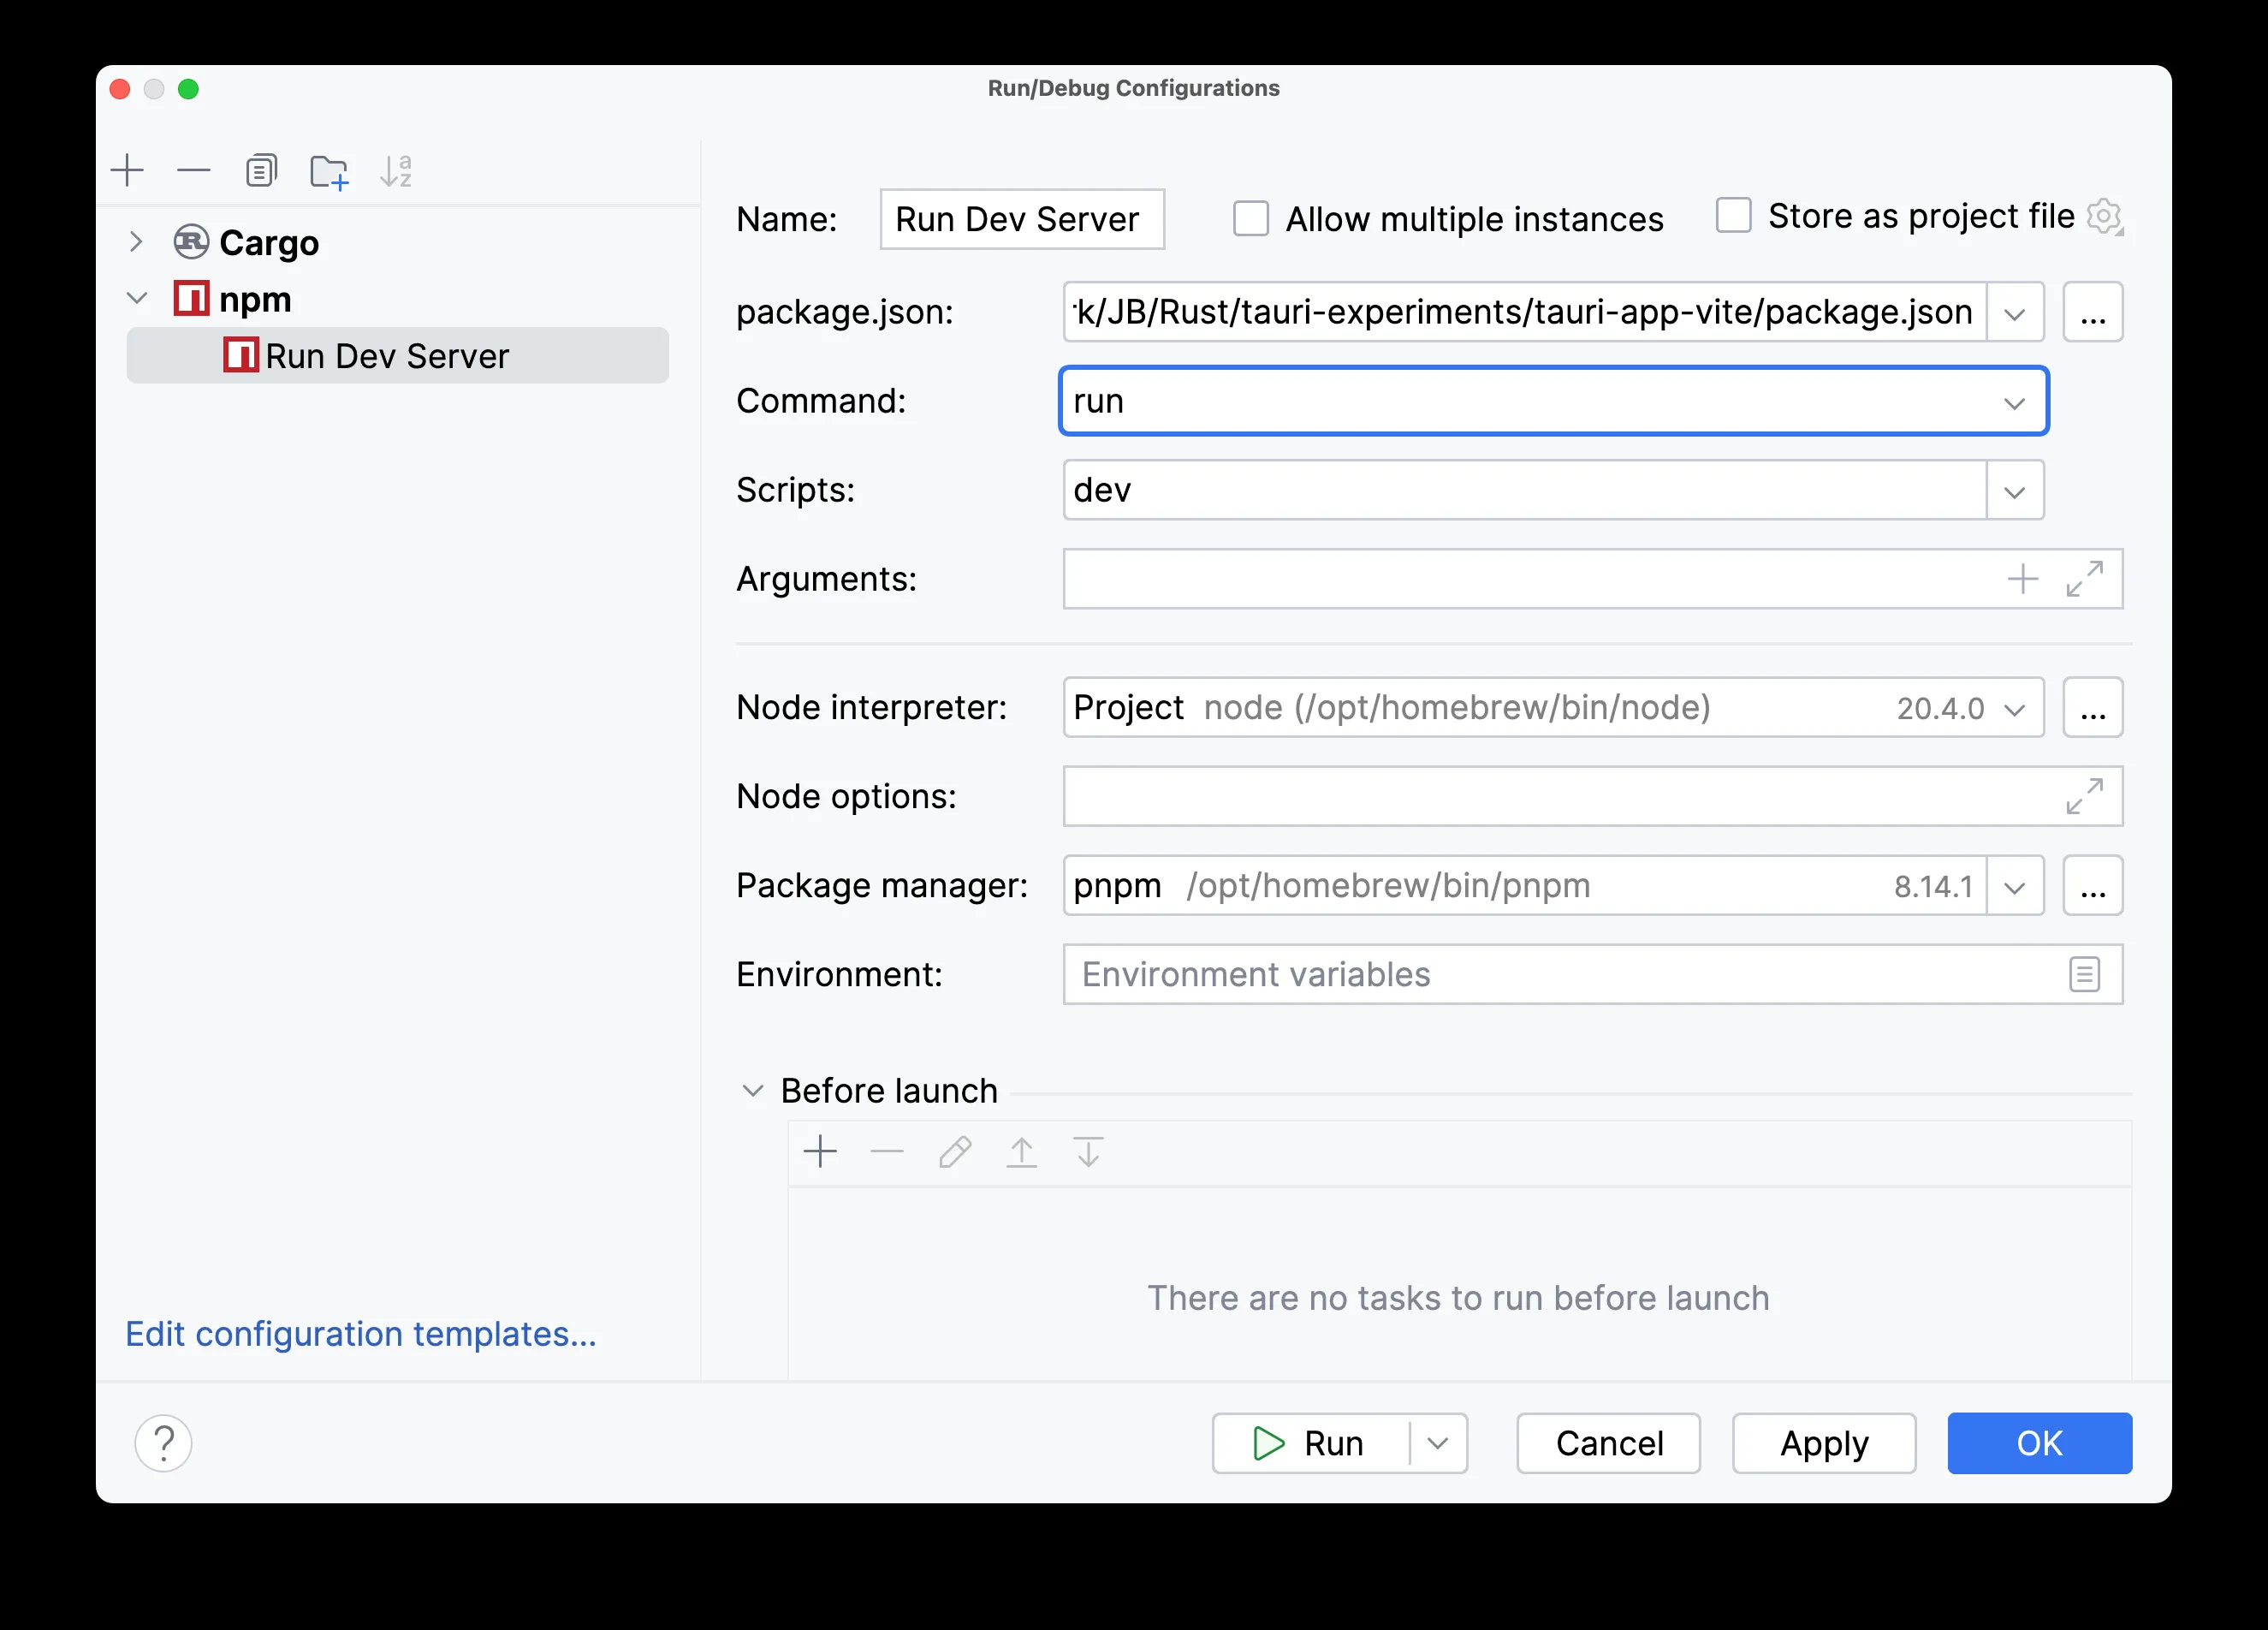 Run/Debug Configurations
Cargo
npm
Run Dev Server
Edit configuration templates...
Name: Run Dev Server Allow multiple instances Store as project file
package.json: k/JB/Rust/tauri-experiments/tauri-app-vite/package.json ...
Command: run
Scripts: dev
Arguments:
Node interpreter: Project node (/opt/homebrew/bin/node) 20.4.0 ...
Node options:
Package manager: pnpm /opt/homebrew/bin/pnpm 8.14.1 ...
Environment: Environment variables
Before launch
There are no tasks to run before launch
? Run Cancel Apply OK